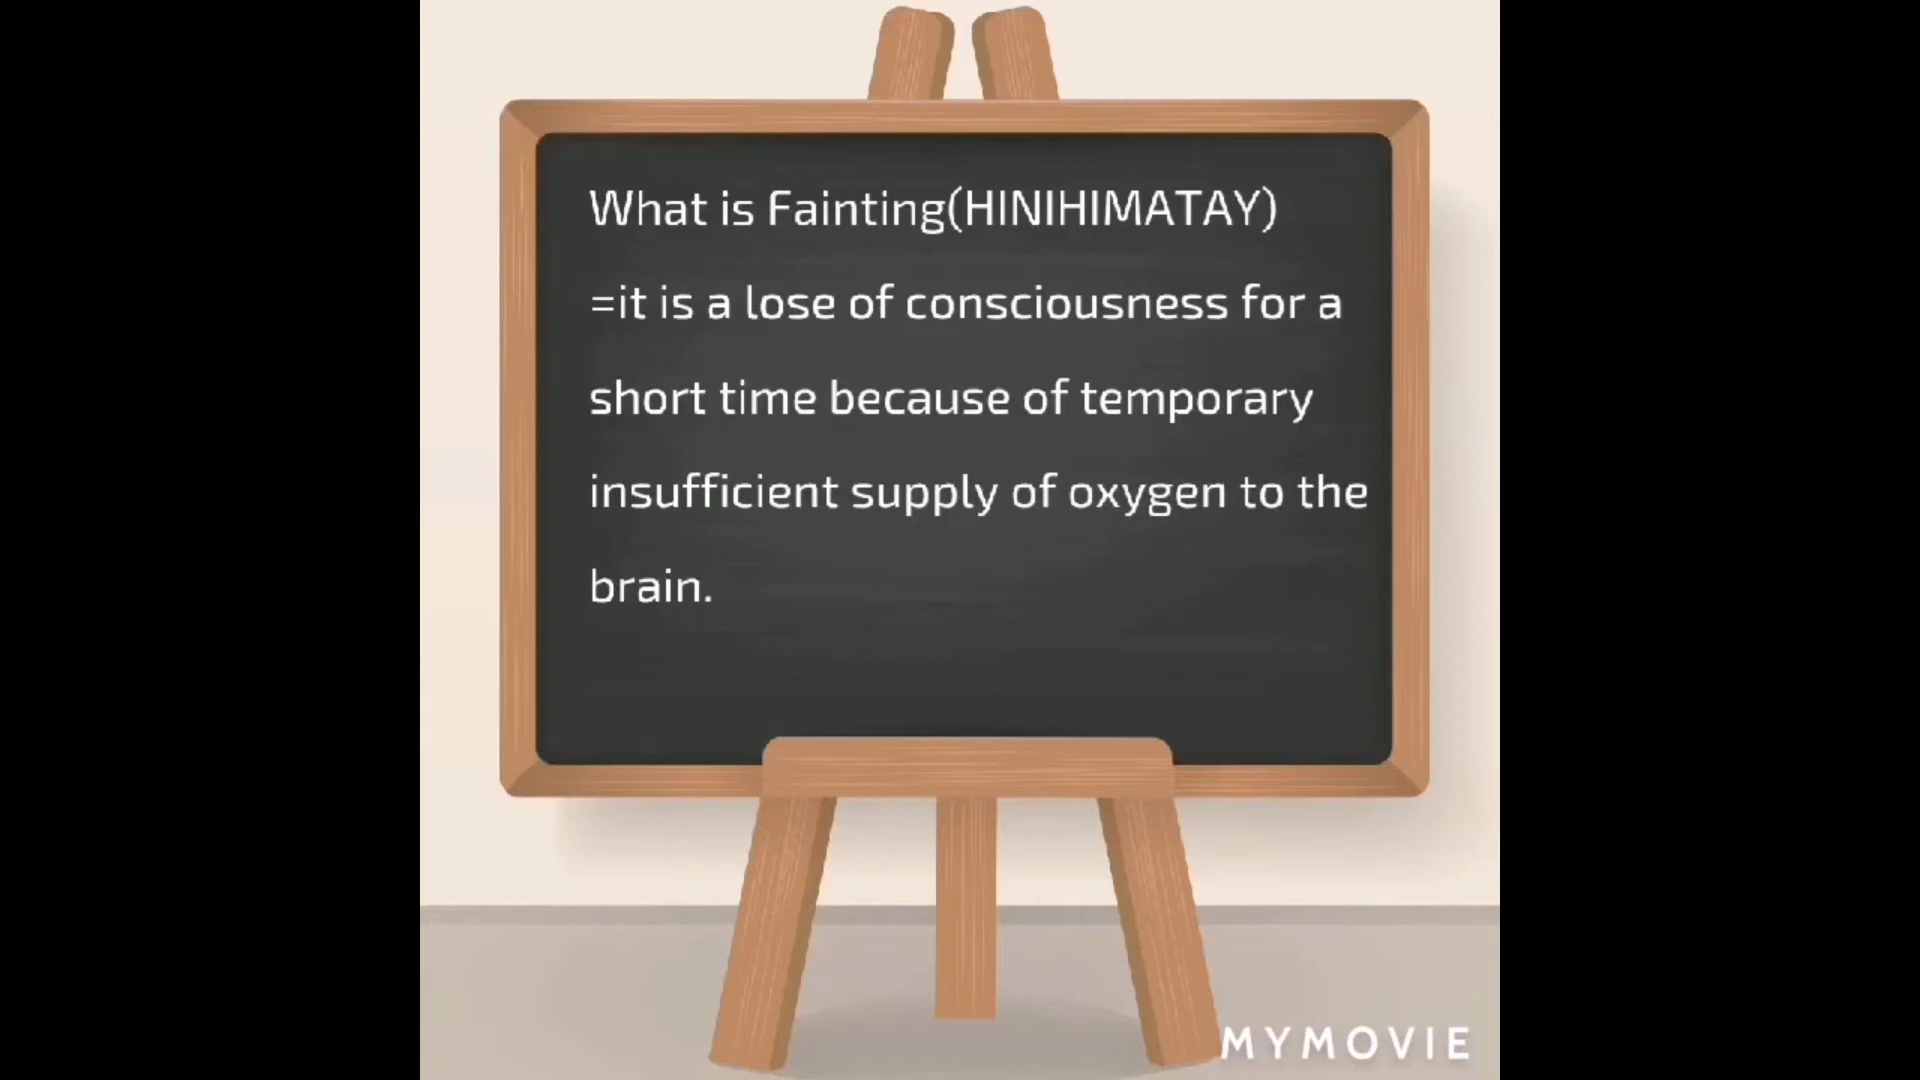 What is Fainting(HINIHIMATAY)
=it is a lose of consciousness for a
short time because of temporary
insufficient supply of oxygen to the
brain.
MYMOVIE